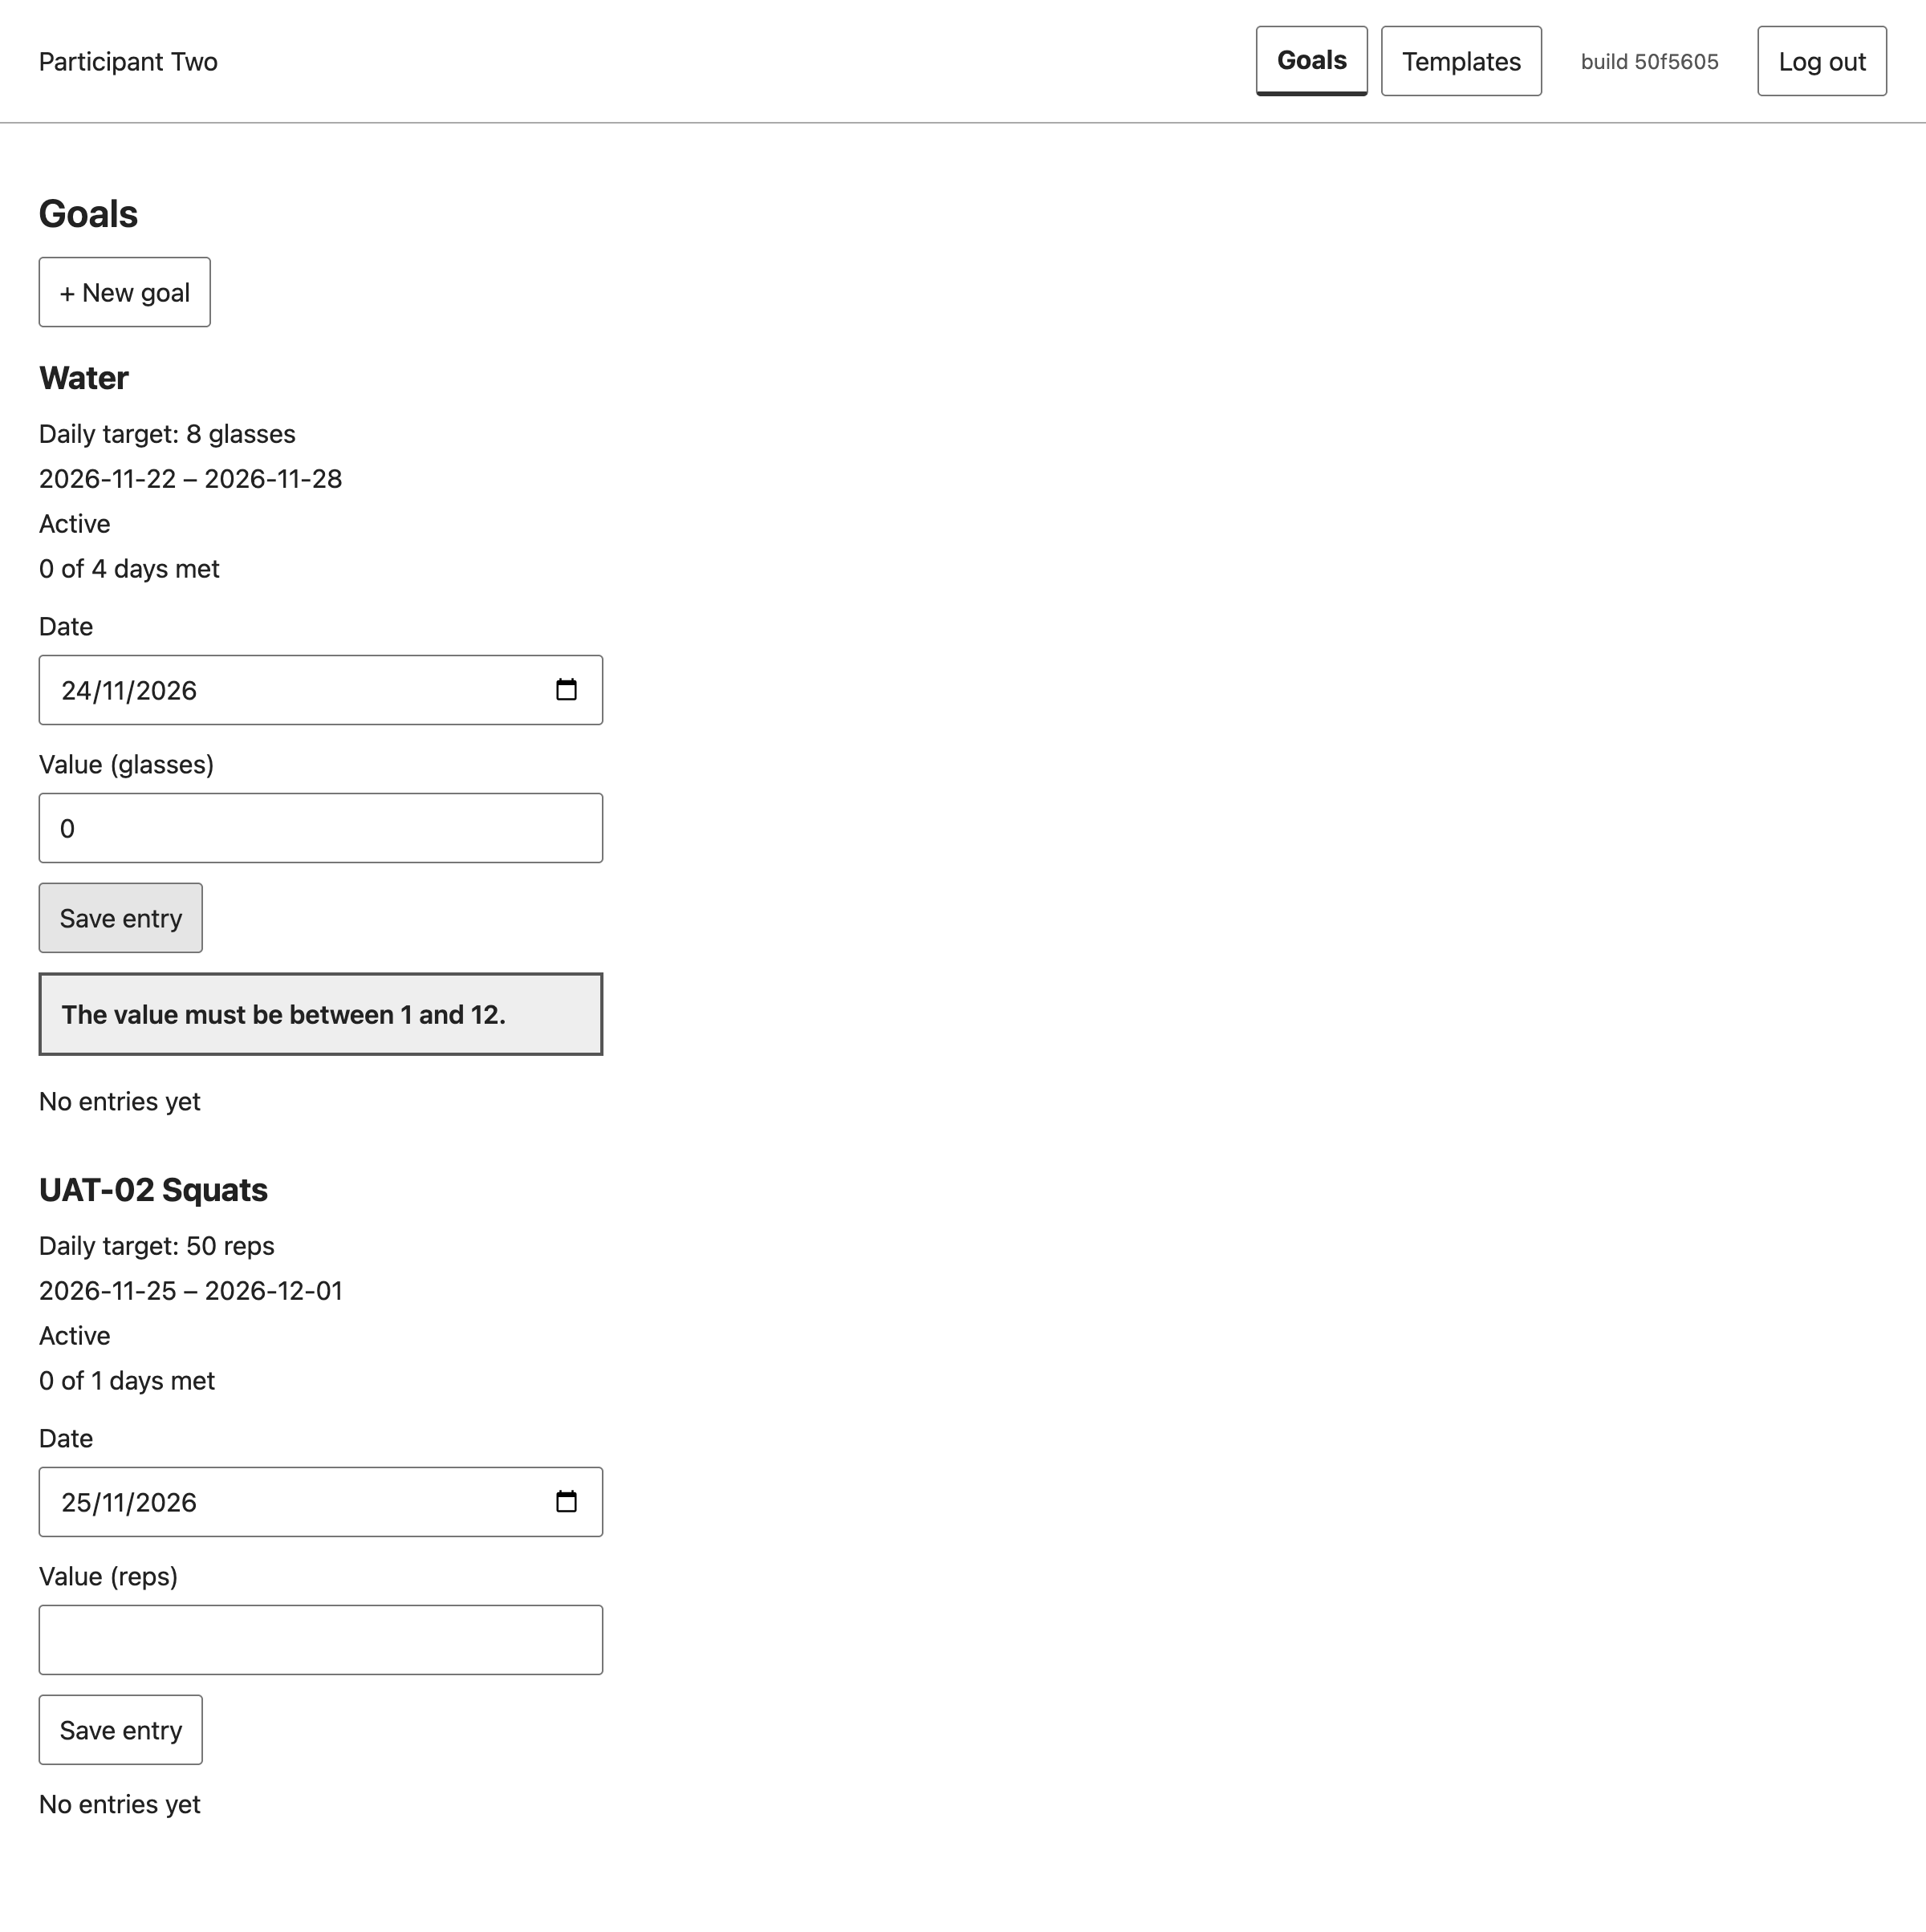 Participant Two
Goals
Templates
build 50f5605
Log out
Goals
+ New goal
Water
Daily target: 8 glasses
2026-11-22 – 2026-11-28
Active
0 of 4 days met
Date
24/11/2026
Value (glasses)
0
Save entry
The value must be between 1 and 12.
No entries yet
UAT-02 Squats
Daily target: 50 reps
2026-11-25 – 2026-12-01
Active
0 of 1 days met
Date
25/11/2026
Value (reps)
Save entry
No entries yet